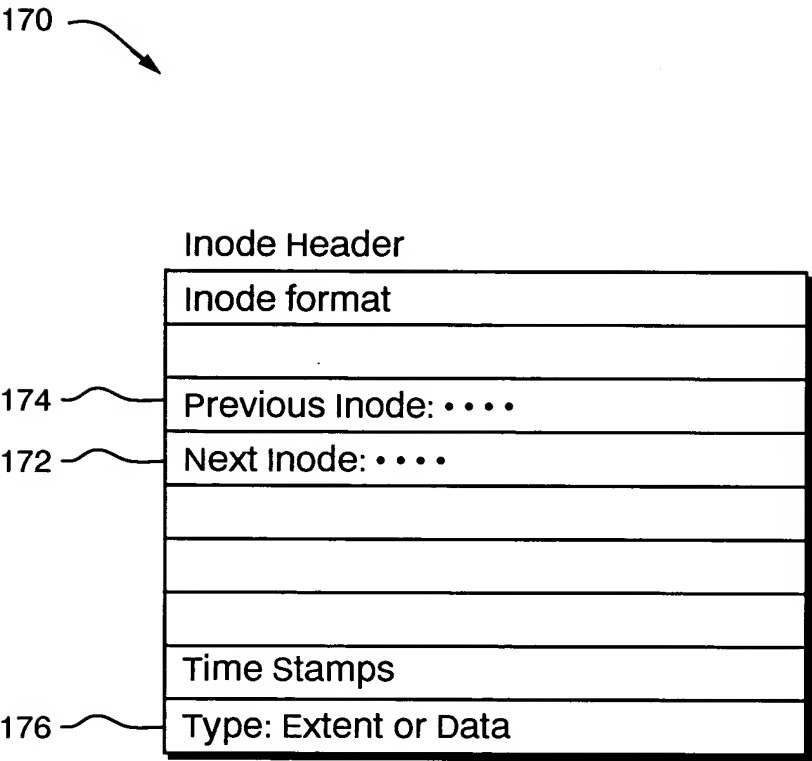 170
Inode Header
Inode format
174 Previous Inode: ••••
172 Next Inode: ••••
Time Stamps
176 Type: Extent or Data